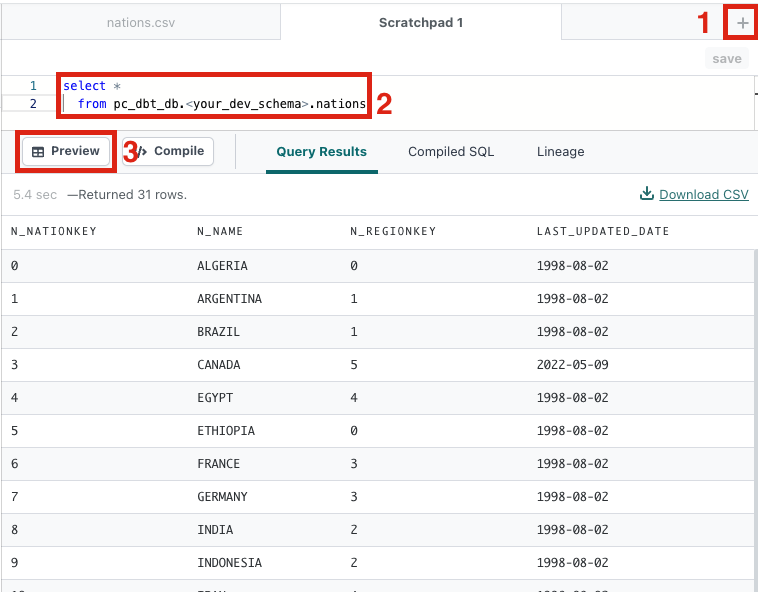 nations.csv Scratchpad 1 1 +
save
1 select *
2 from pc_dbt_db.<your_dev_schema>.nations 2
Preview 3 /> Compile Query Results Compiled SQL Lineage
5.4 sec —Returned 31 rows. Download CSV
N_NATIONKEY N_NAME N_REGIONKEY LAST_UPDATED_DATE
0 ALGERIA 0 1998-08-02
1 ARGENTINA 1 1998-08-02
2 BRAZIL 1 1998-08-02
3 CANADA 5 2022-05-09
4 EGYPT 4 1998-08-02
5 ETHIOPIA 0 1998-08-02
6 FRANCE 3 1998-08-02
7 GERMANY 3 1998-08-02
8 INDIA 2 1998-08-02
9 INDONESIA 2 1998-08-02